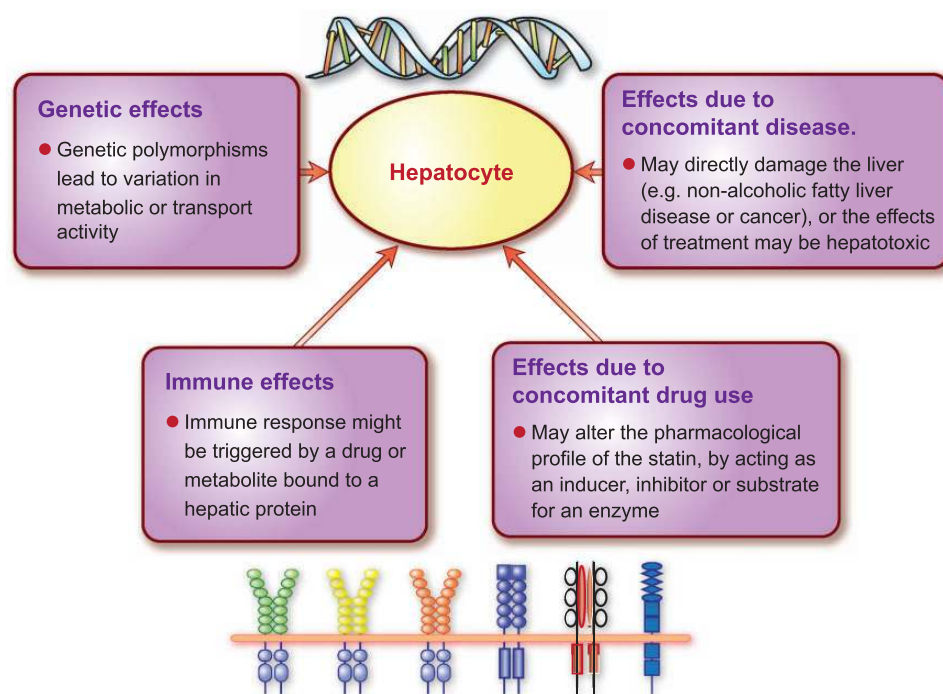 Genetic effects
Genetic polymorphisms
lead to variation in
metabolic or transport
activity
Hepatocyte
Effects due to
concomitant disease.
May directly damage the liver
(e.g. non-alcoholic fatty liver
disease or cancer), or the effects
of treatment may be hepatotoxic
Immune effects
Immune response might
be triggered by a drug or
metabolite bound to a
hepatic protein
Effects due to
concomitant drug use
May alter the pharmacological
profile of the statin, by acting as
an inducer, inhibitor or substrate
for an enzyme